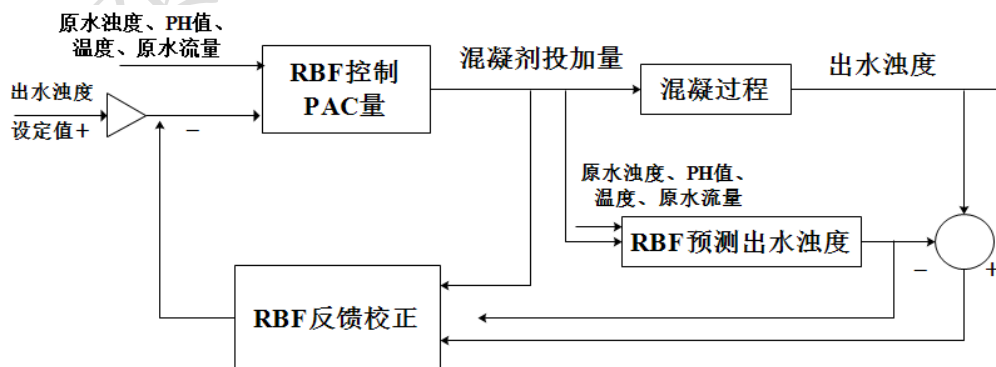 原水浊度、PH值、
温度、原水流量
出水浊度
设定值+
−
RBF控制
PAC量
混凝剂投加量
混凝过程
出水浊度
原水浊度、PH值、
温度、原水流量
RBF预测出水浊度
−
+
RBF反馈校正